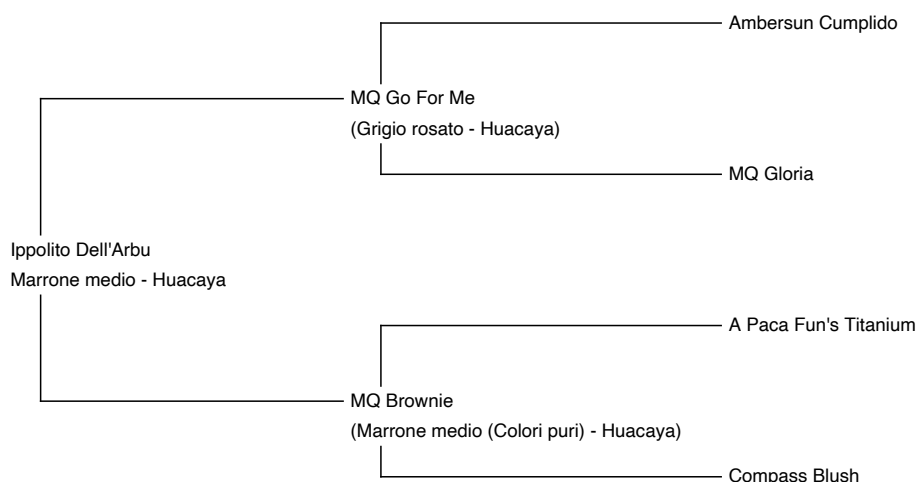 Ambersun Cumplido
MQ Go For Me
(Grigio rosato - Huacaya)
MQ Gloria
Ippolito Dell'Arbu
Marrone medio - Huacaya
A Paca Fun's Titanium
MQ Brownie
(Marrone medio (Colori puri) - Huacaya)
Compass Blush